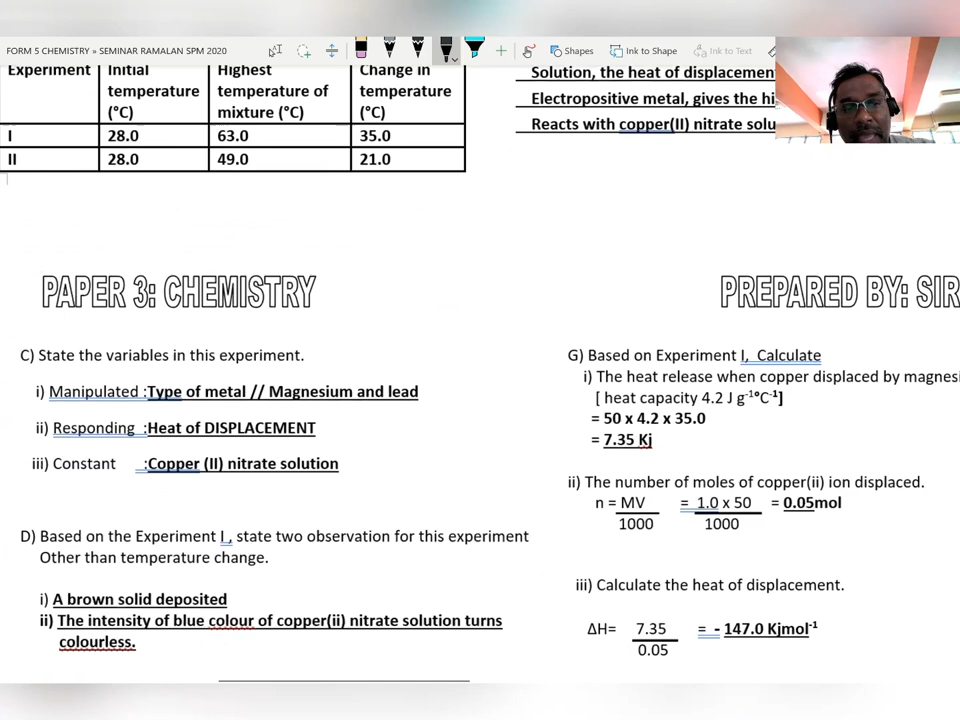 FORM 5 CHEMISTRY » SEMINAR RAMALAN SPM 2020
Shapes
Ink to Shape
Ink to Text
Experiment Initial temperature (°C) Highest temperature of mixture (°C) Change in temperature (°C)
I 28.0 63.0 35.0
II 28.0 49.0 21.0
Solution, the heat of displacemen
Electropositive metal, gives the hi
Reacts with copper(II) nitrate solu
PAPER 3: CHEMISTRY
PREPARED BY: SIR
C) State the variables in this experiment.
i) Manipulated :Type of metal // Magnesium and lead
ii) Responding :Heat of DISPLACEMENT
iii) Constant :Copper (II) nitrate solution
D) Based on the Experiment I , state two observation for this experiment
Other than temperature change.
i) A brown solid deposited
ii) The intensity of blue colour of copper(ii) nitrate solution turns
colourless.
G) Based on Experiment I, Calculate
i) The heat release when copper displaced by magnesi
[ heat capacity 4.2 J g⁻¹°C⁻¹]
= 50 x 4.2 x 35.0
= 7.35 Kj
ii) The number of moles of copper(ii) ion displaced.
n = MV = 1.0 x 50 = 0.05mol
1000 1000
iii) Calculate the heat of displacement.
ΔH= 7.35 = - 147.0 Kjmol⁻¹
0.05